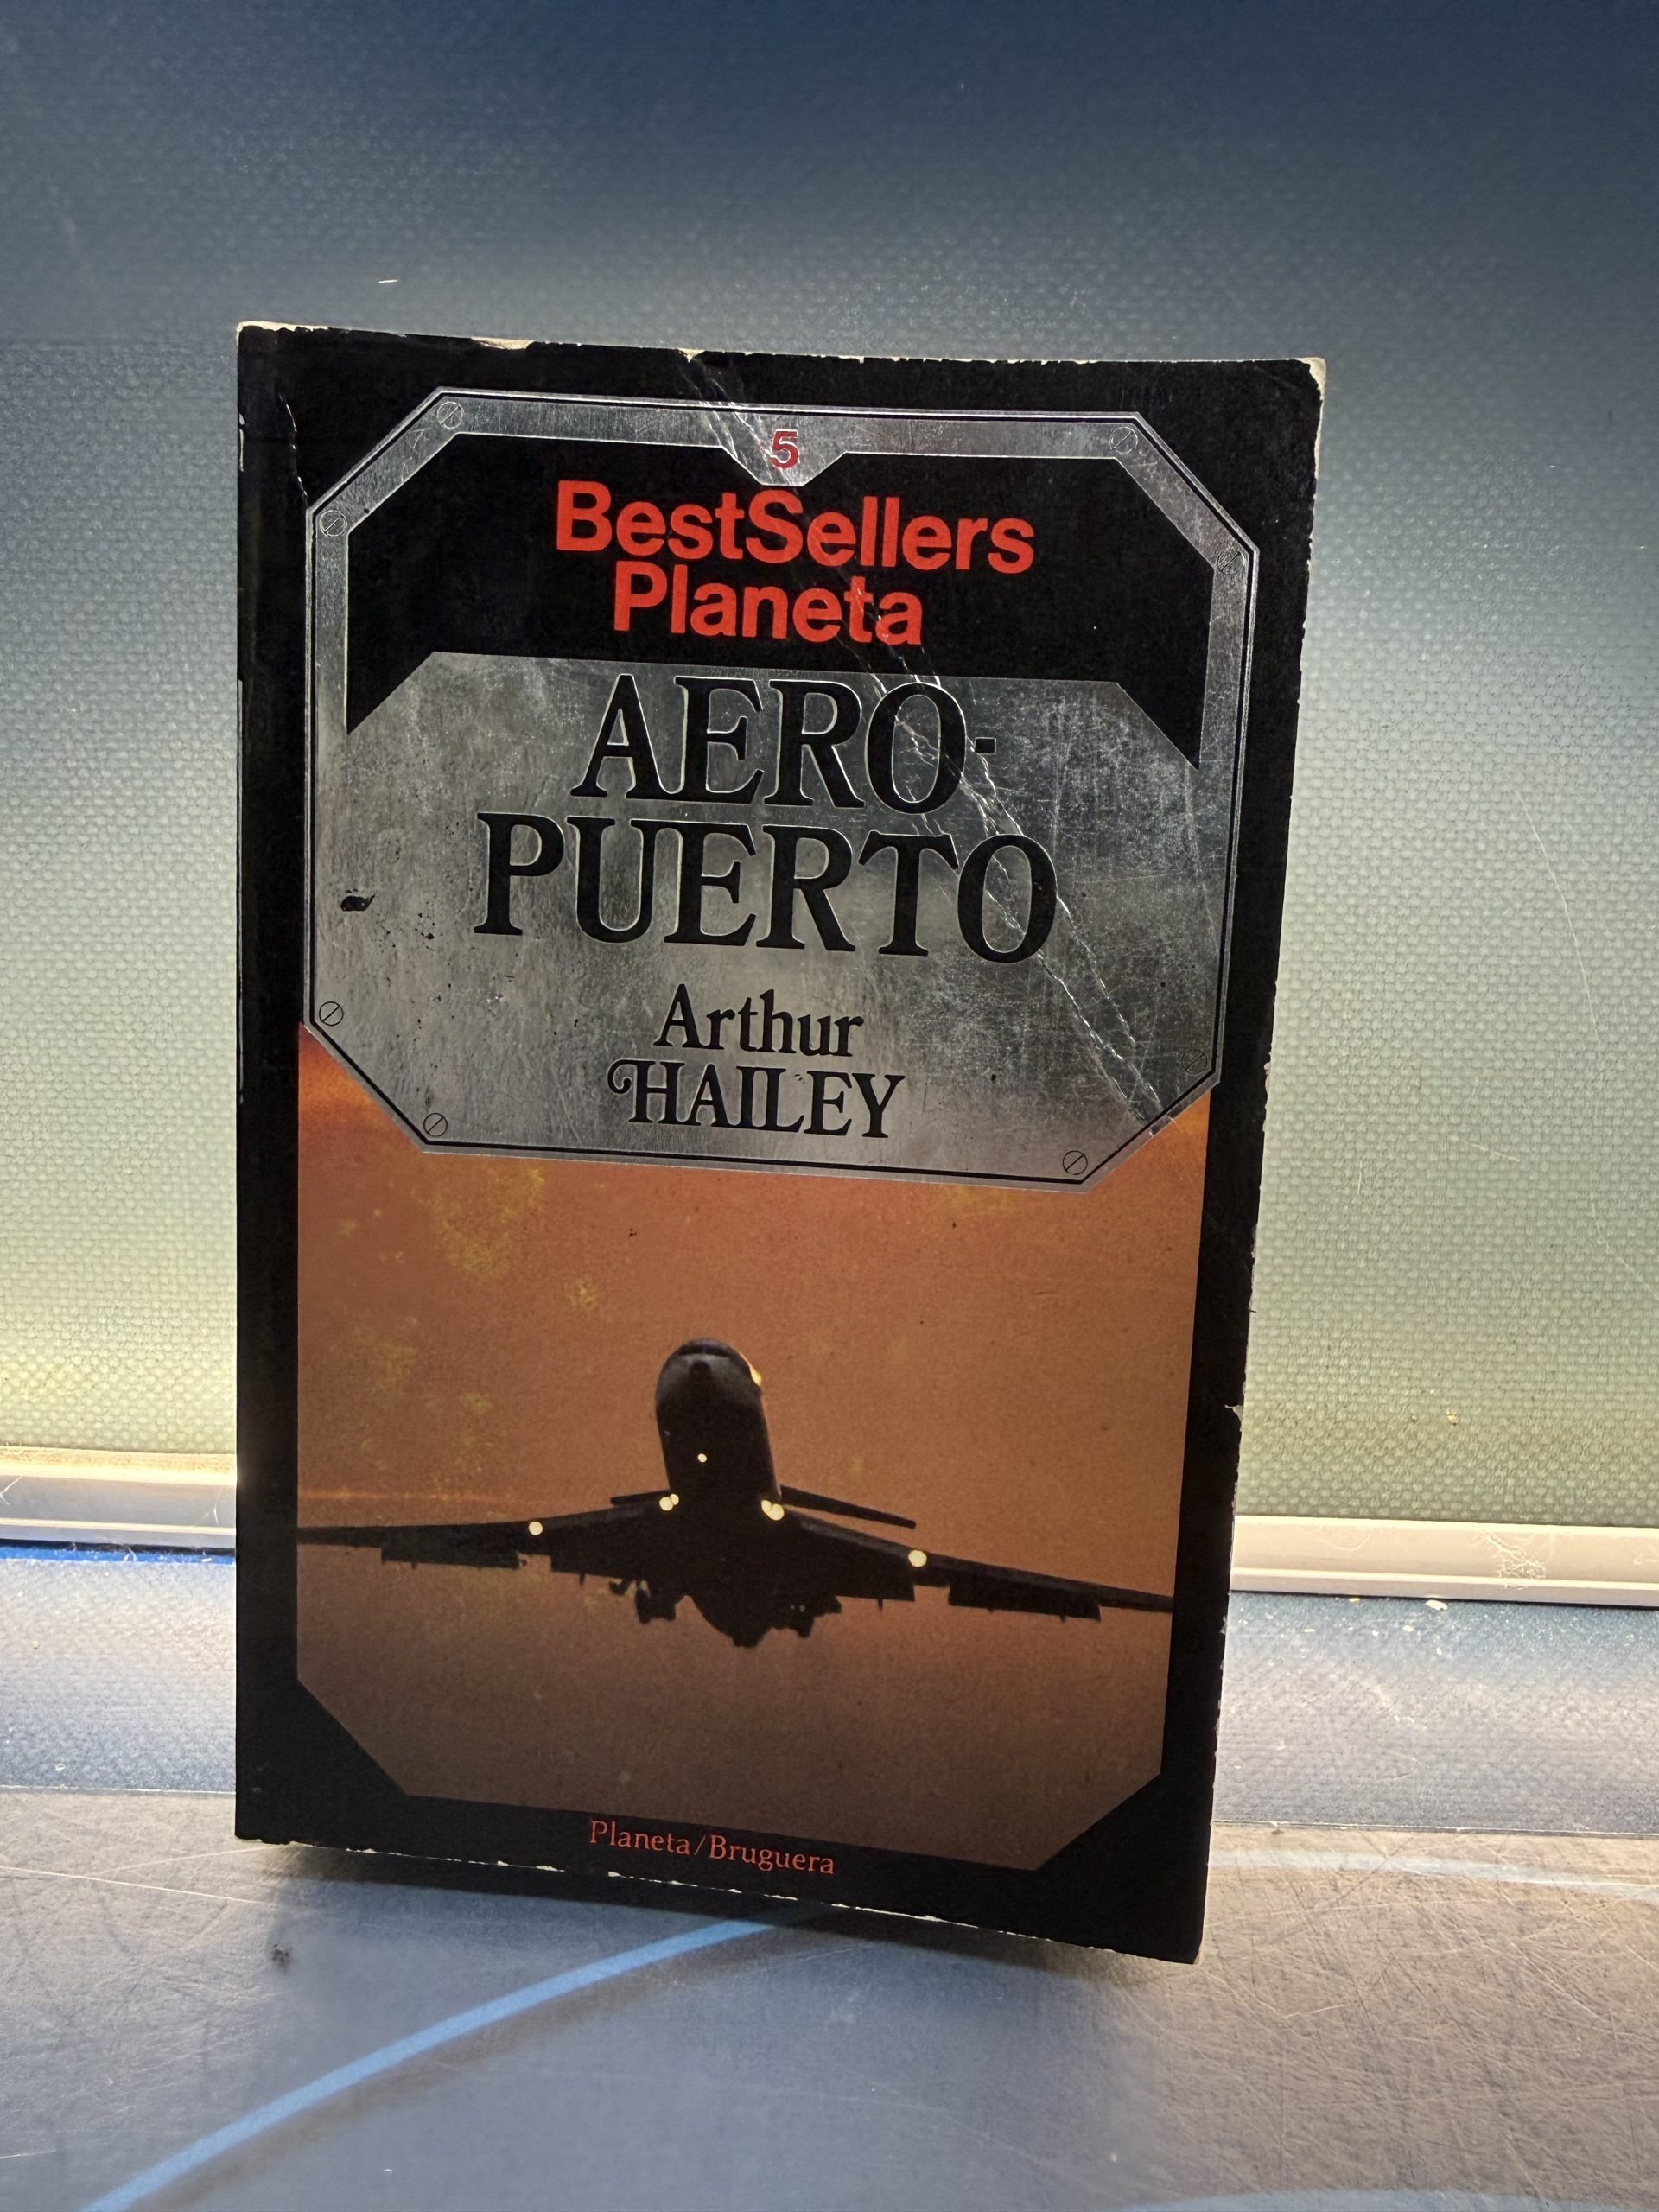 5
BestSellers
Planeta
AERO-
PUERTO
Arthur
HAILEY
Planeta/Bruguera